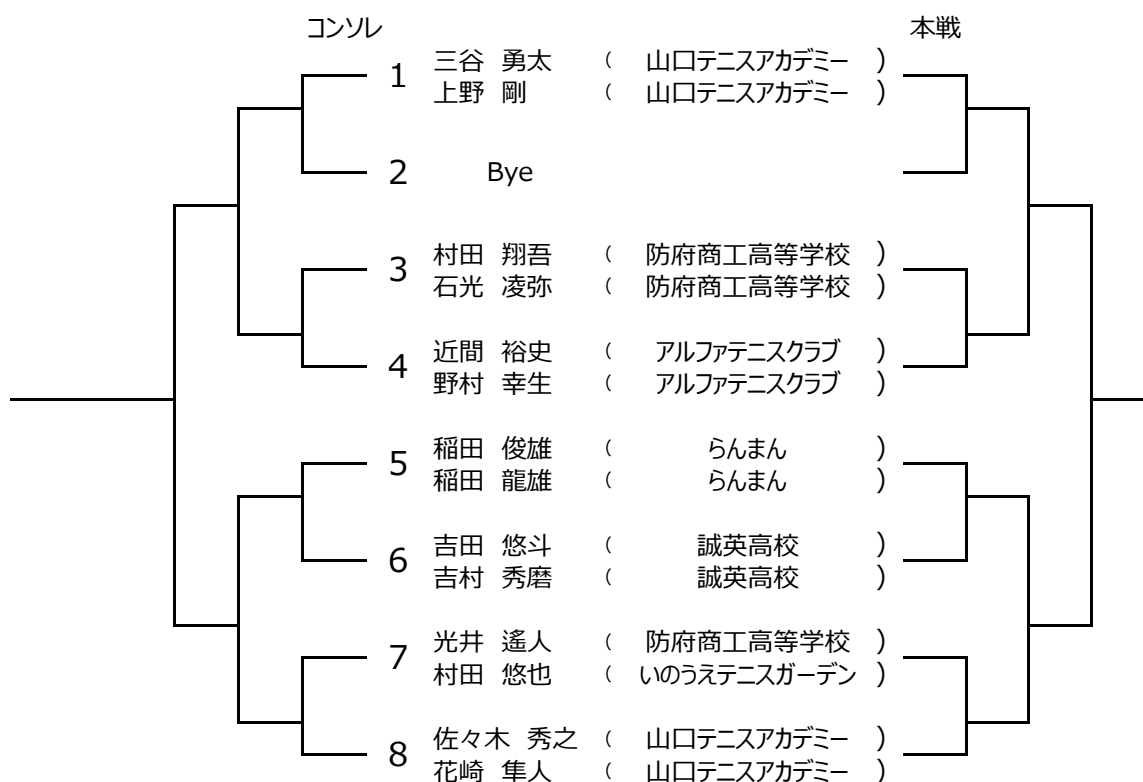 コンソレ 本戦
1 三谷 勇太 ( 山口テニスアカデミー )
上野 剛 ( 山口テニスアカデミー )
2 Bye
3 村田 翔吾 ( 防府商工高等学校 )
石光 凌弥 ( 防府商工高等学校 )
4 近間 裕史 ( アルファテニスクラブ )
野村 幸生 ( アルファテニスクラブ )
5 稲田 俊雄 ( らんまん )
稲田 龍雄 ( らんまん )
6 吉田 悠斗 ( 誠英高校 )
吉村 秀磨 ( 誠英高校 )
7 光井 遙人 ( 防府商工高等学校 )
村田 悠也 ( いのうえテニスガーデン )
8 佐々木 秀之 ( 山口テニスアカデミー )
花崎 隼人 ( 山口テニスアカデミー )